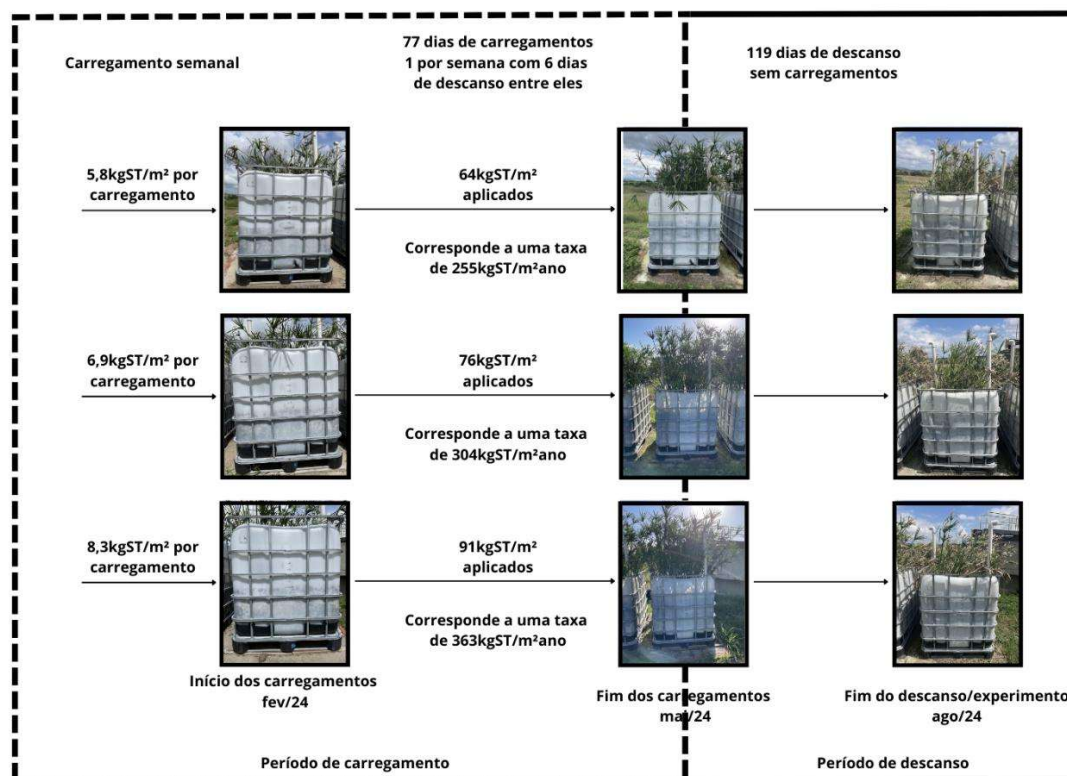 Carregamento semanal
77 dias de carregamentos
1 por semana com 6 dias
de descanso entre eles
119 dias de descanso
sem carregamentos
5,8kgST/m² por
carregamento
64kgST/m²
aplicados
Corresponde a uma taxa
de 255kgST/m²ano
6,9kgST/m² por
carregamento
76kgST/m²
aplicados
Corresponde a uma taxa
de 304kgST/m²ano
8,3kgST/m² por
carregamento
91kgST/m²
aplicados
Corresponde a uma taxa
de 363kgST/m²ano
Início dos carregamentos
fev/24
Fim dos carregamentos
mai/24
Fim do descanso/experimento
ago/24
Período de carregamento
Período de descanso